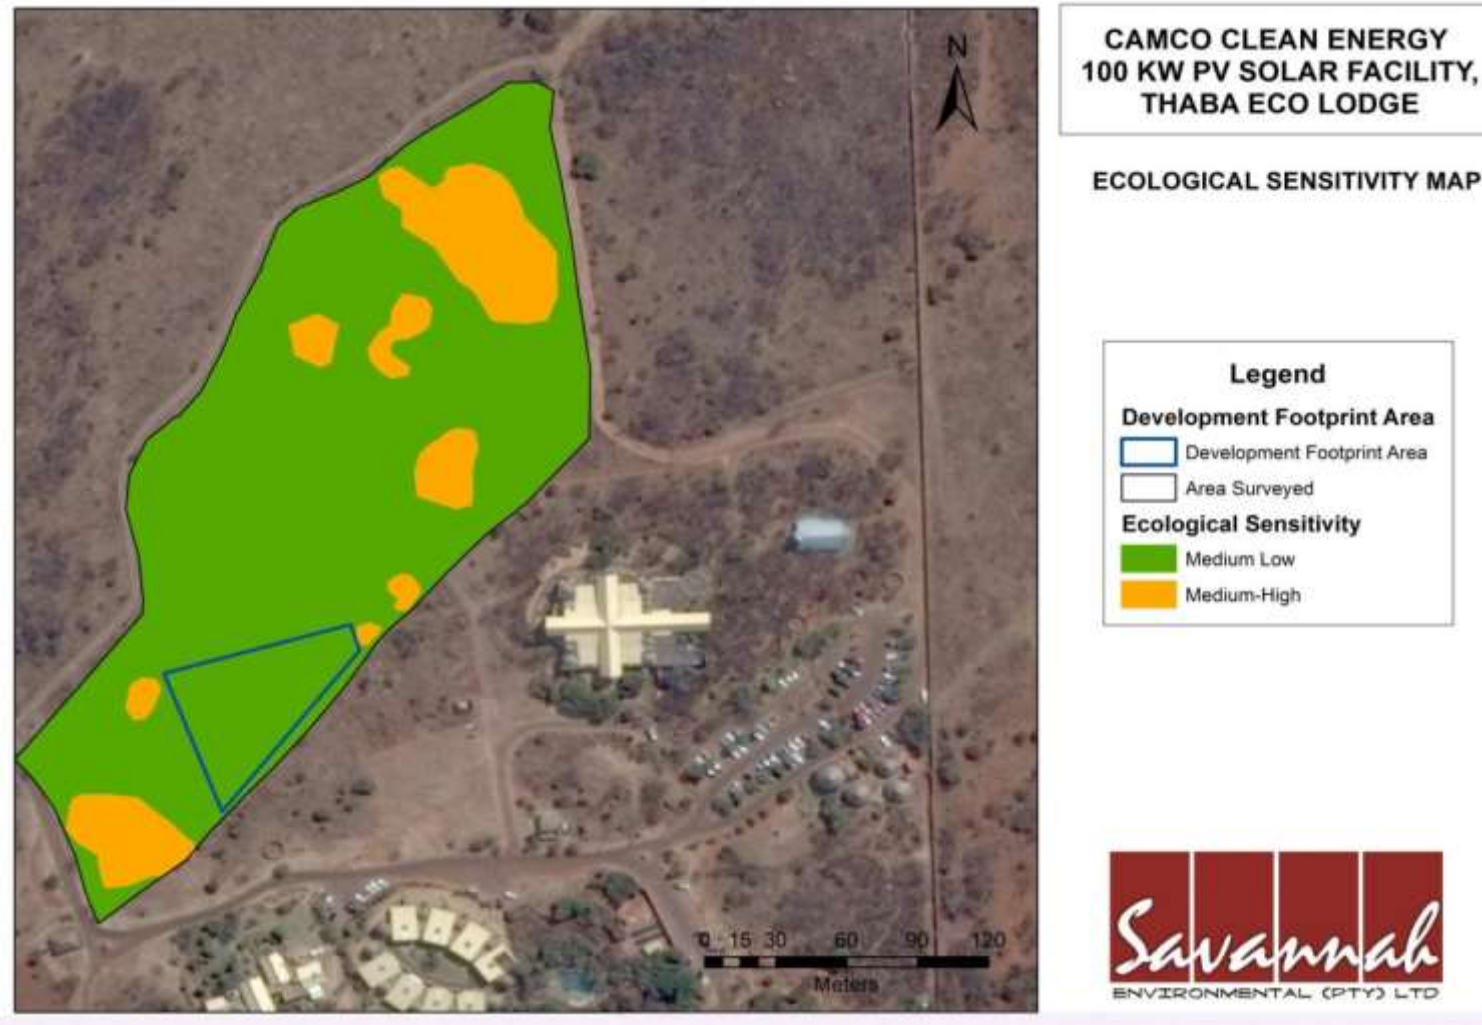 N
0 15 30 60 90 120
Meters
CAMCO CLEAN ENERGY
100 KW PV SOLAR FACILITY,
THABA ECO LODGE
ECOLOGICAL SENSITIVITY MAP
Legend
Development Footprint Area
Development Footprint Area
Area Surveyed
Ecological Sensitivity
Medium Low
Medium-High
Savannah
ENVIRONMENTAL (PTY) LTD